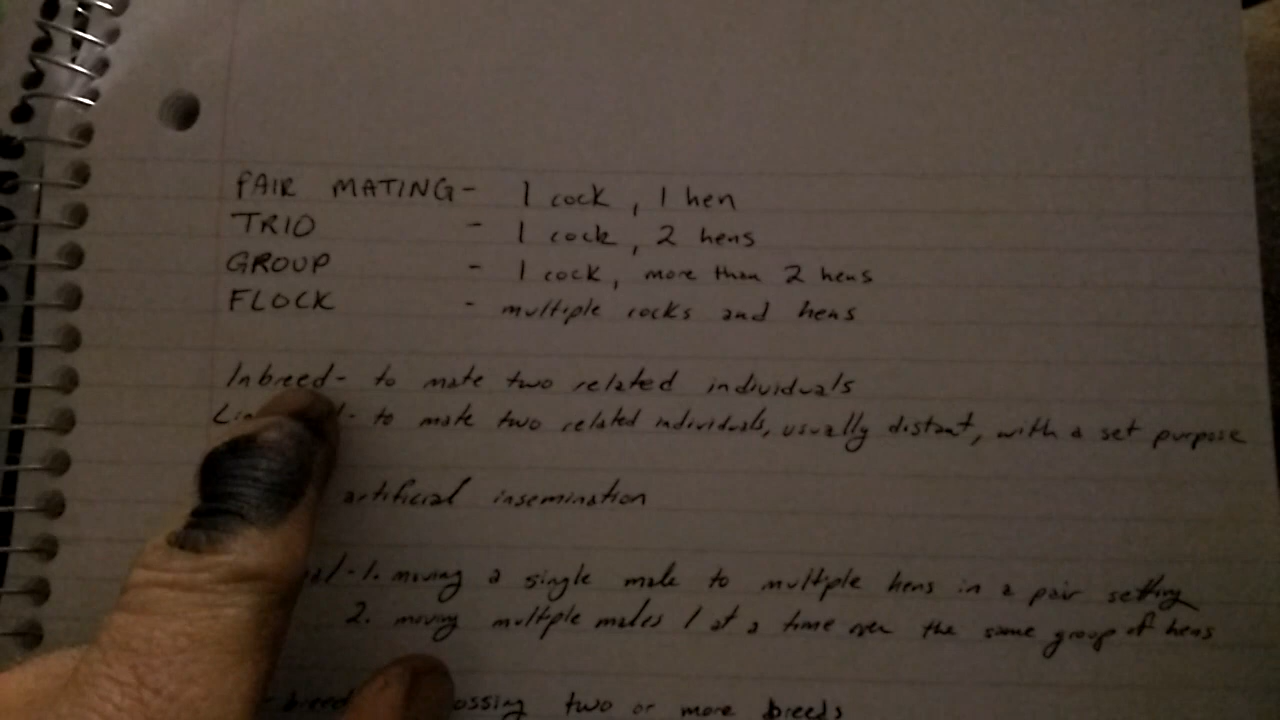 PAIR MATING- 1 cock, 1 hen
TRIO - 1 cock, 2 hens
GROUP - 1 cock, more than 2 hens
FLOCK - multiple cocks and hens
Inbreed- to mate two related individuals
to mate two related individuals, usually distant, with a set purpose
artificial insemination
1. moving a single male to multiple hens in a pair setting
2. moving multiple males 1 at a time over the same group of hens
two or more breeds